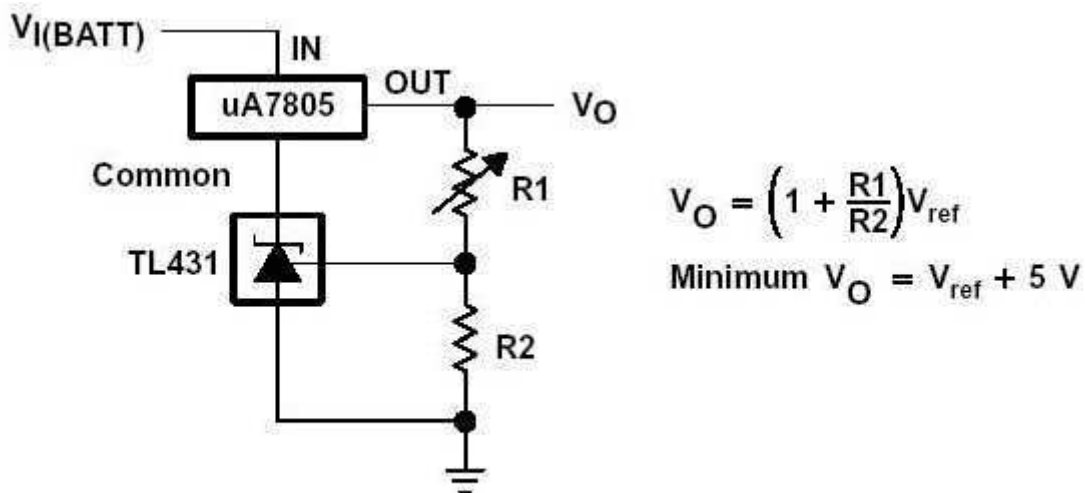 VI(BATT)
IN
OUT
uA7805
VO
Common
R1
TL431
R2
VO = (1 + R1/R2)Vref
Minimum VO = Vref + 5 V